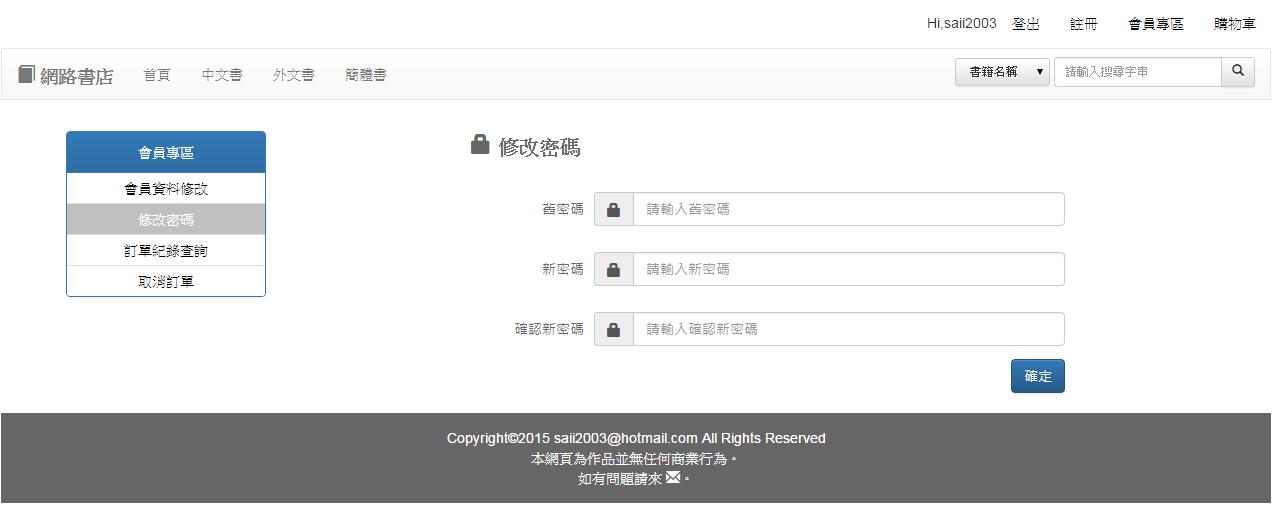 Hi,saii2003 登出 註冊 會員專區 購物車
網路書店 首頁 中文書 外文書 簡體書 書籍名稱 請輸入搜尋字串
會員專區
會員資料修改
修改密碼
訂單紀錄查詢
取消訂單
修改密碼
舊密碼 請輸入舊密碼
新密碼 請輸入新密碼
確認新密碼 請輸入確認新密碼
確定
Copyright©2015 saii2003@hotmail.com All Rights Reserved
本網頁為作品並無任何商業行為。
如有問題請來 。